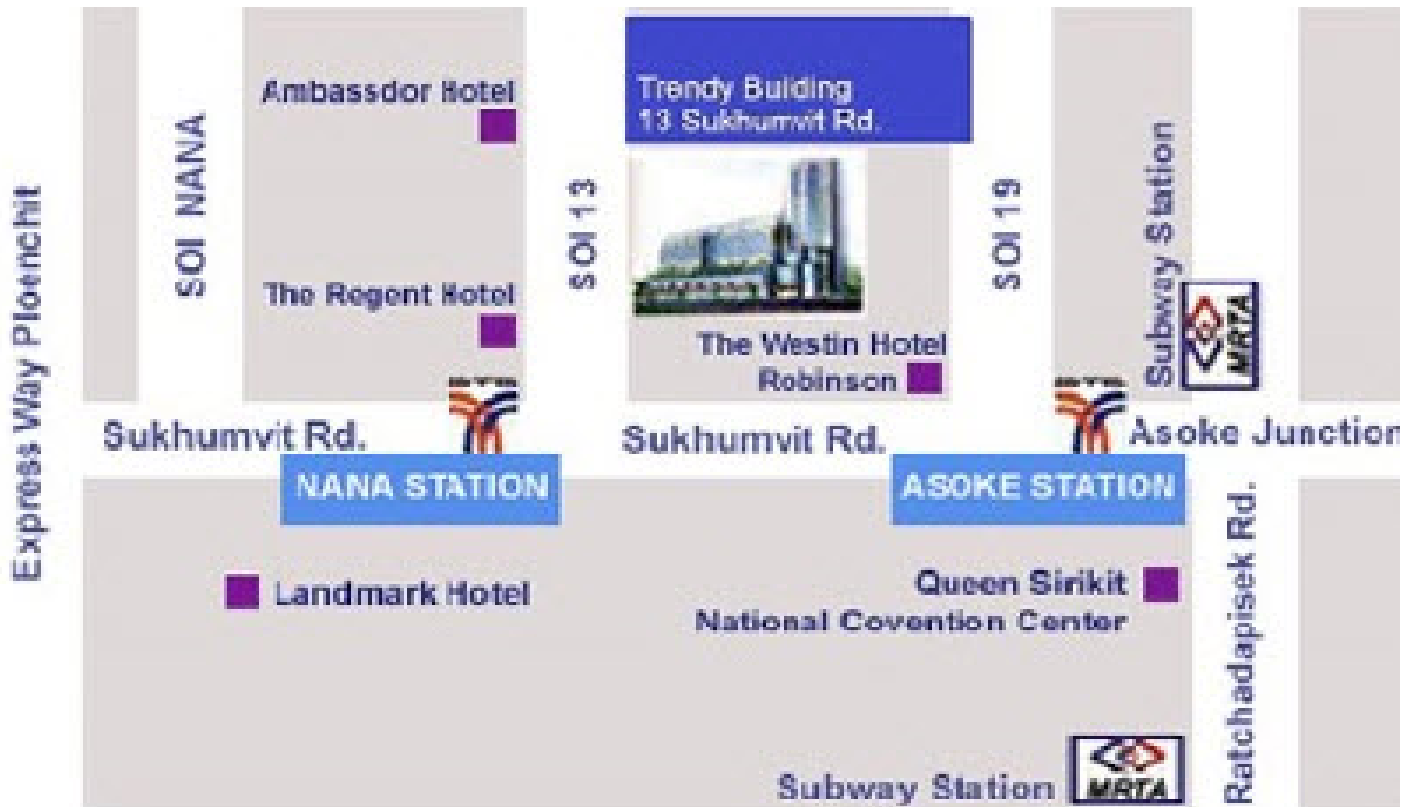 Ambassdor Hotel
Trendy Building
13 Sukhumvit Rd.
SOI NANA
SOI 13
SOI 19
Subway Station
MRTA
Express Way Ploenchit
The Regent Hotel
The Westin Hotel
Robinson
BTS
BTS
Sukhumvit Rd.
Sukhumvit Rd.
Asoke Junction
NANA STATION
ASOKE STATION
Landmark Hotel
Queen Sirikit
National Covention Center
Ratchadapisek Rd.
Subway Station
MRTA